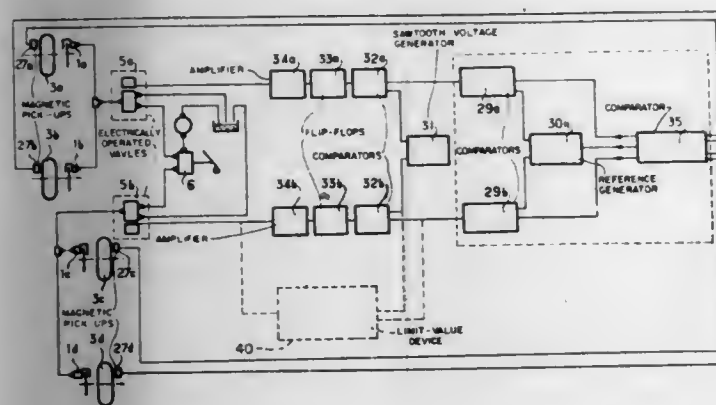 SAWTOOTH VOLTAGE
GENERATOR
5a
34a 33a 32a
AMPLIFIER
27a 1a
3a
MAGNETIC
PICK-UPS
3b
27b 1b
ELECTRICALLY
OPERATED
VAVLES
6
FLIP-FLOPS
COMPARATORS
31
29a
COMPARATOR
35
COMPARATORS
30a
REFERENCE
GENERATOR
5b
34b 33b 32b
29b
AMPLIFIER
1c 27c
3c
MAGNETIC
PICK UPS
3d
1d 27d
40
LIMIT-VALUE
DEVICE